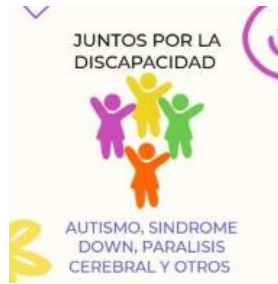 JUNTOS POR LA
DISCAPACIDAD
AUTISMO, SINDROME
DOWN, PARALISIS
CEREBRAL Y OTROS